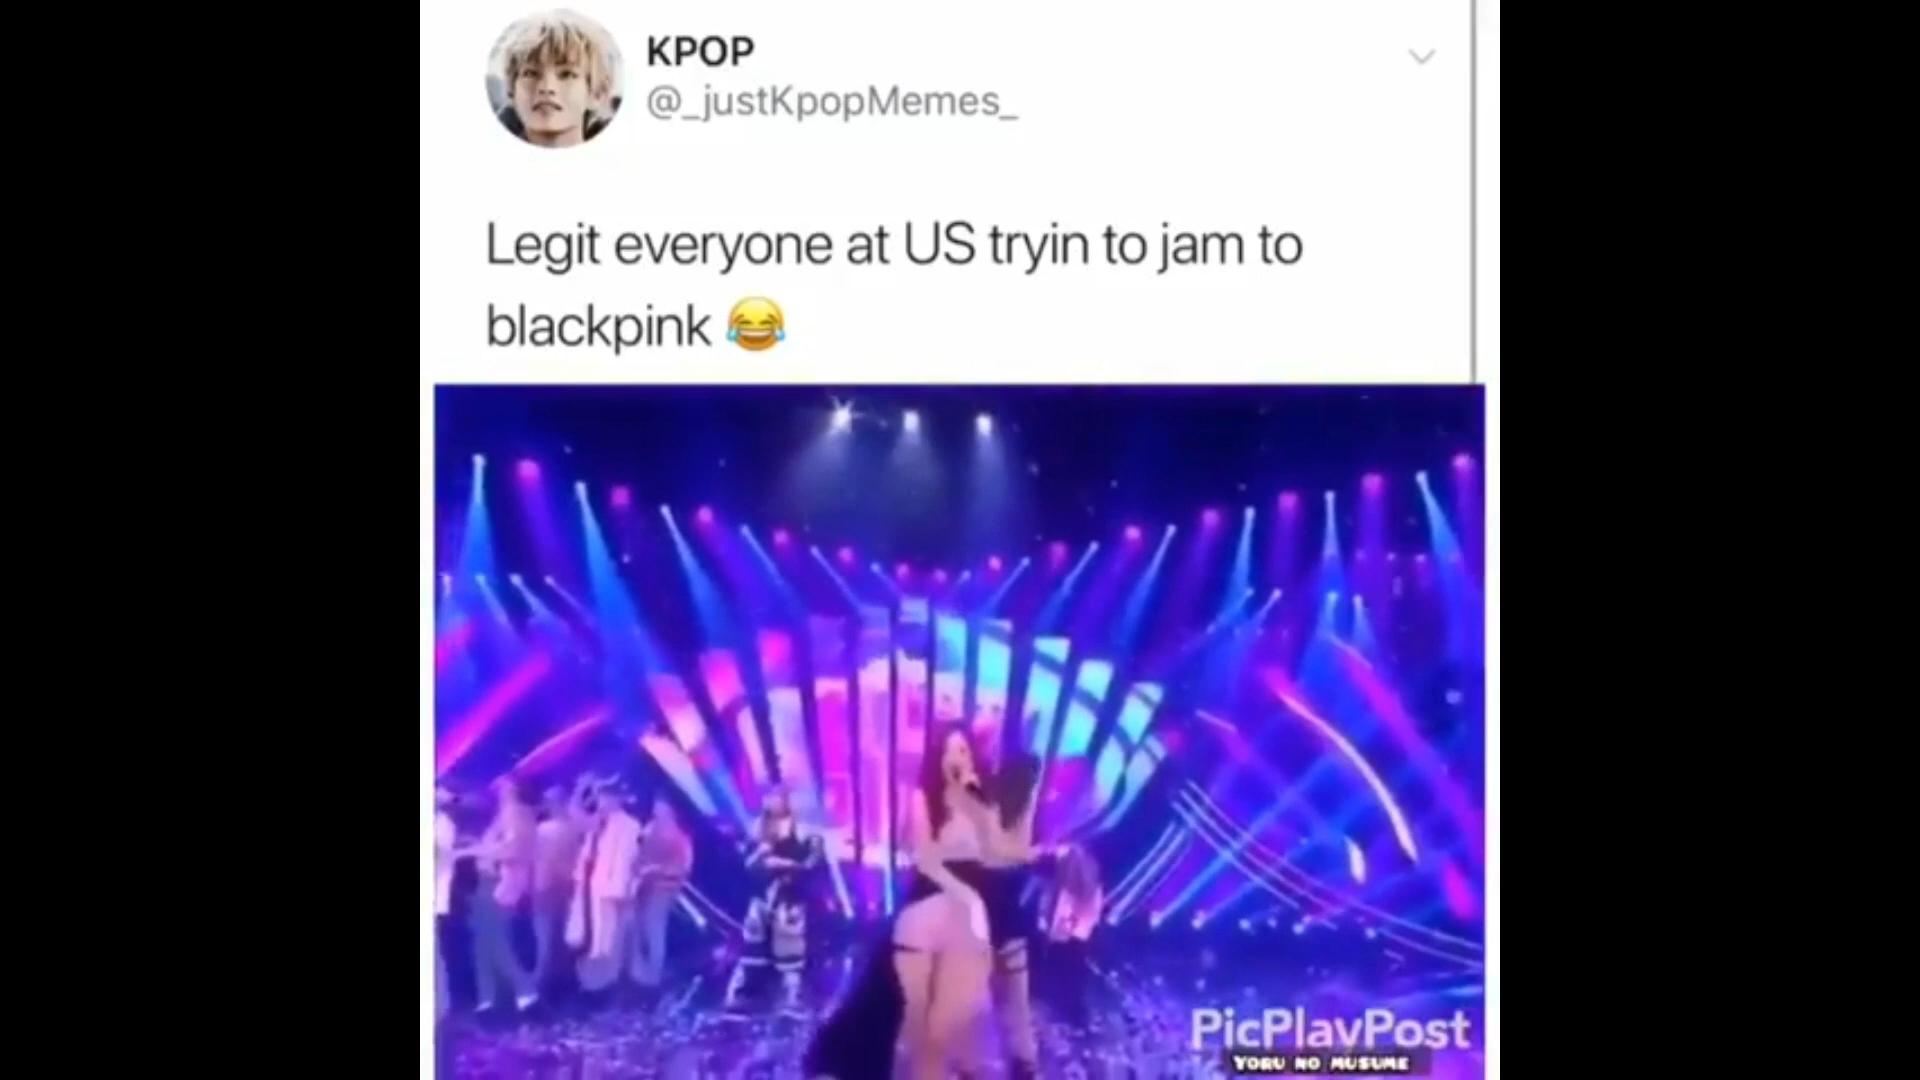 KPOP
@_justKpopMemes_
Legit everyone at US tryin to jam to
blackpink 😂
PicPlayPost
YORU NO MUSUME